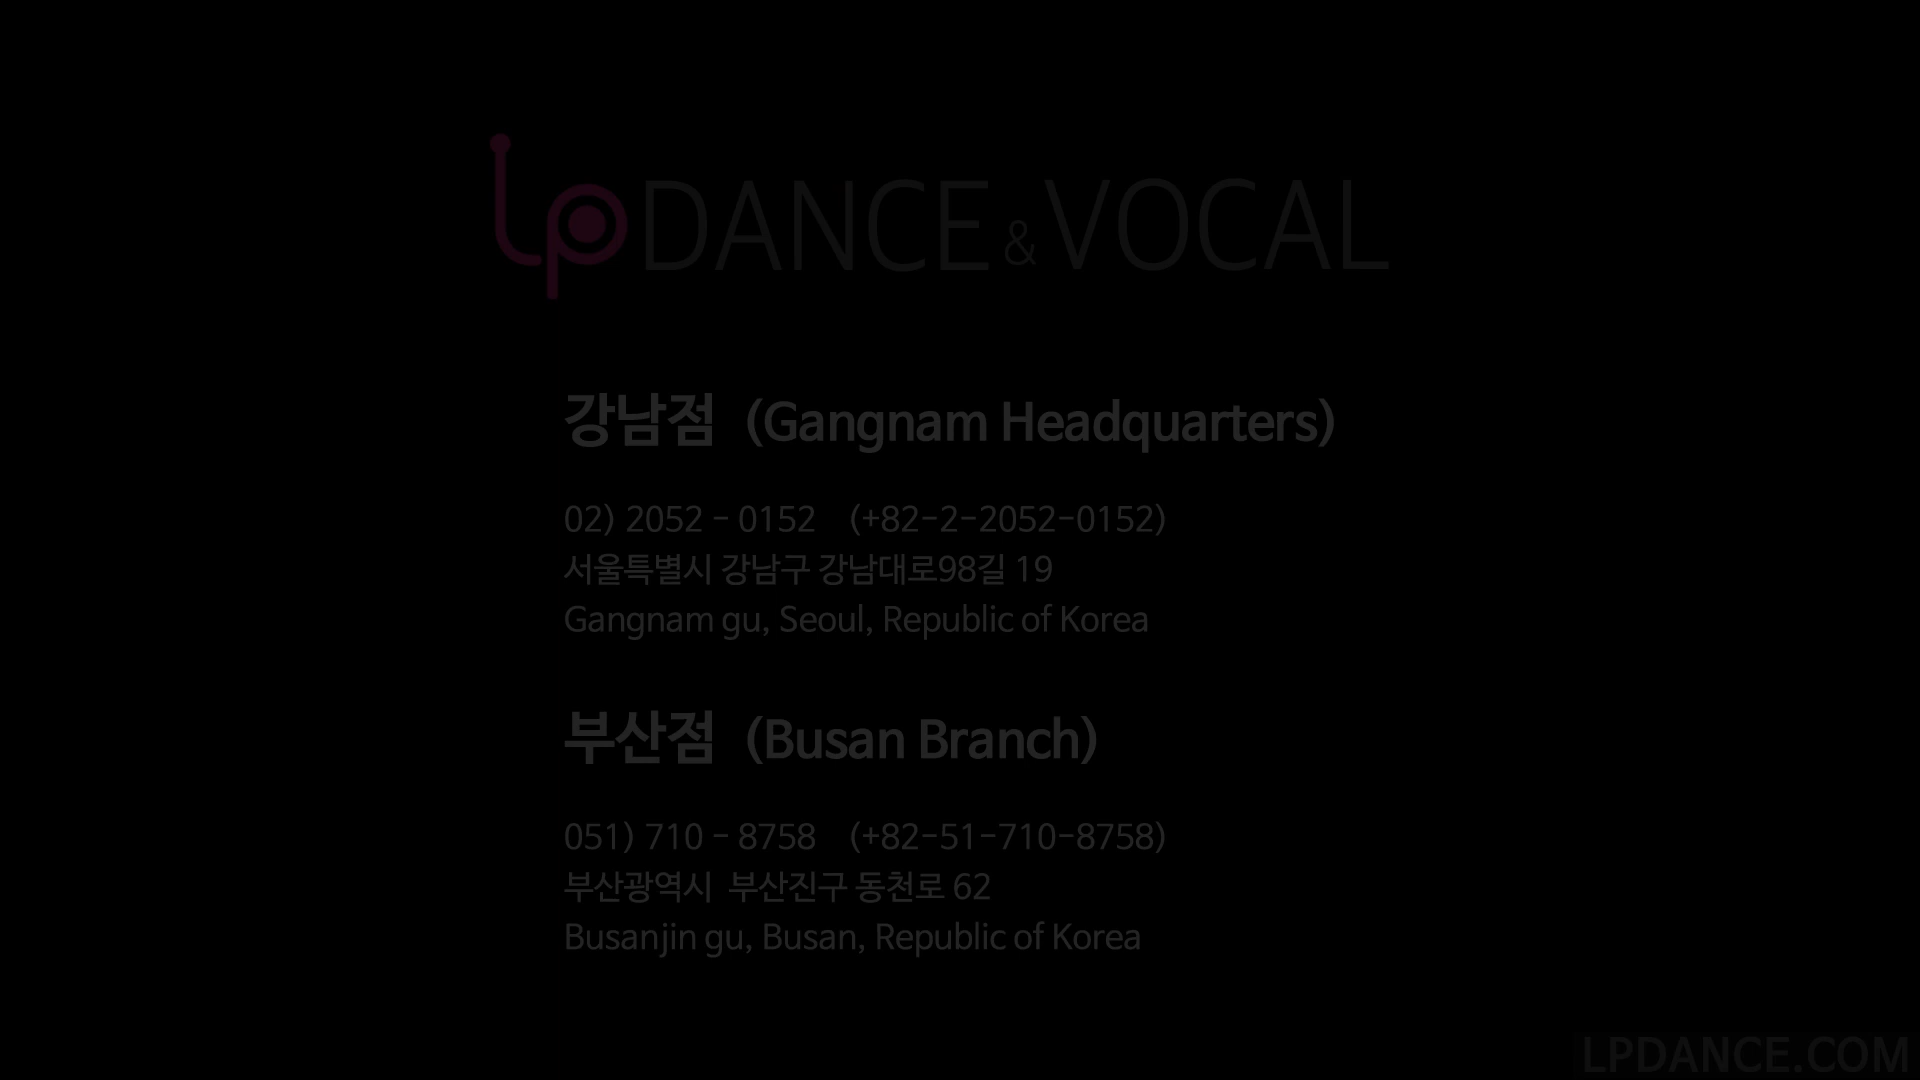 lp DANCE & VOCAL
강남점 (Gangnam Headquarters)
02) 2052 - 0152 (+82-2-2052-0152)
서울특별시 강남구 강남대로98길 19
Gangnam gu, Seoul, Republic of Korea
부산점 (Busan Branch)
051) 710 - 8758 (+82-51-710-8758)
부산광역시 부산진구 동천로 62
Busanjin gu, Busan, Republic of Korea
LPDANCE.COM